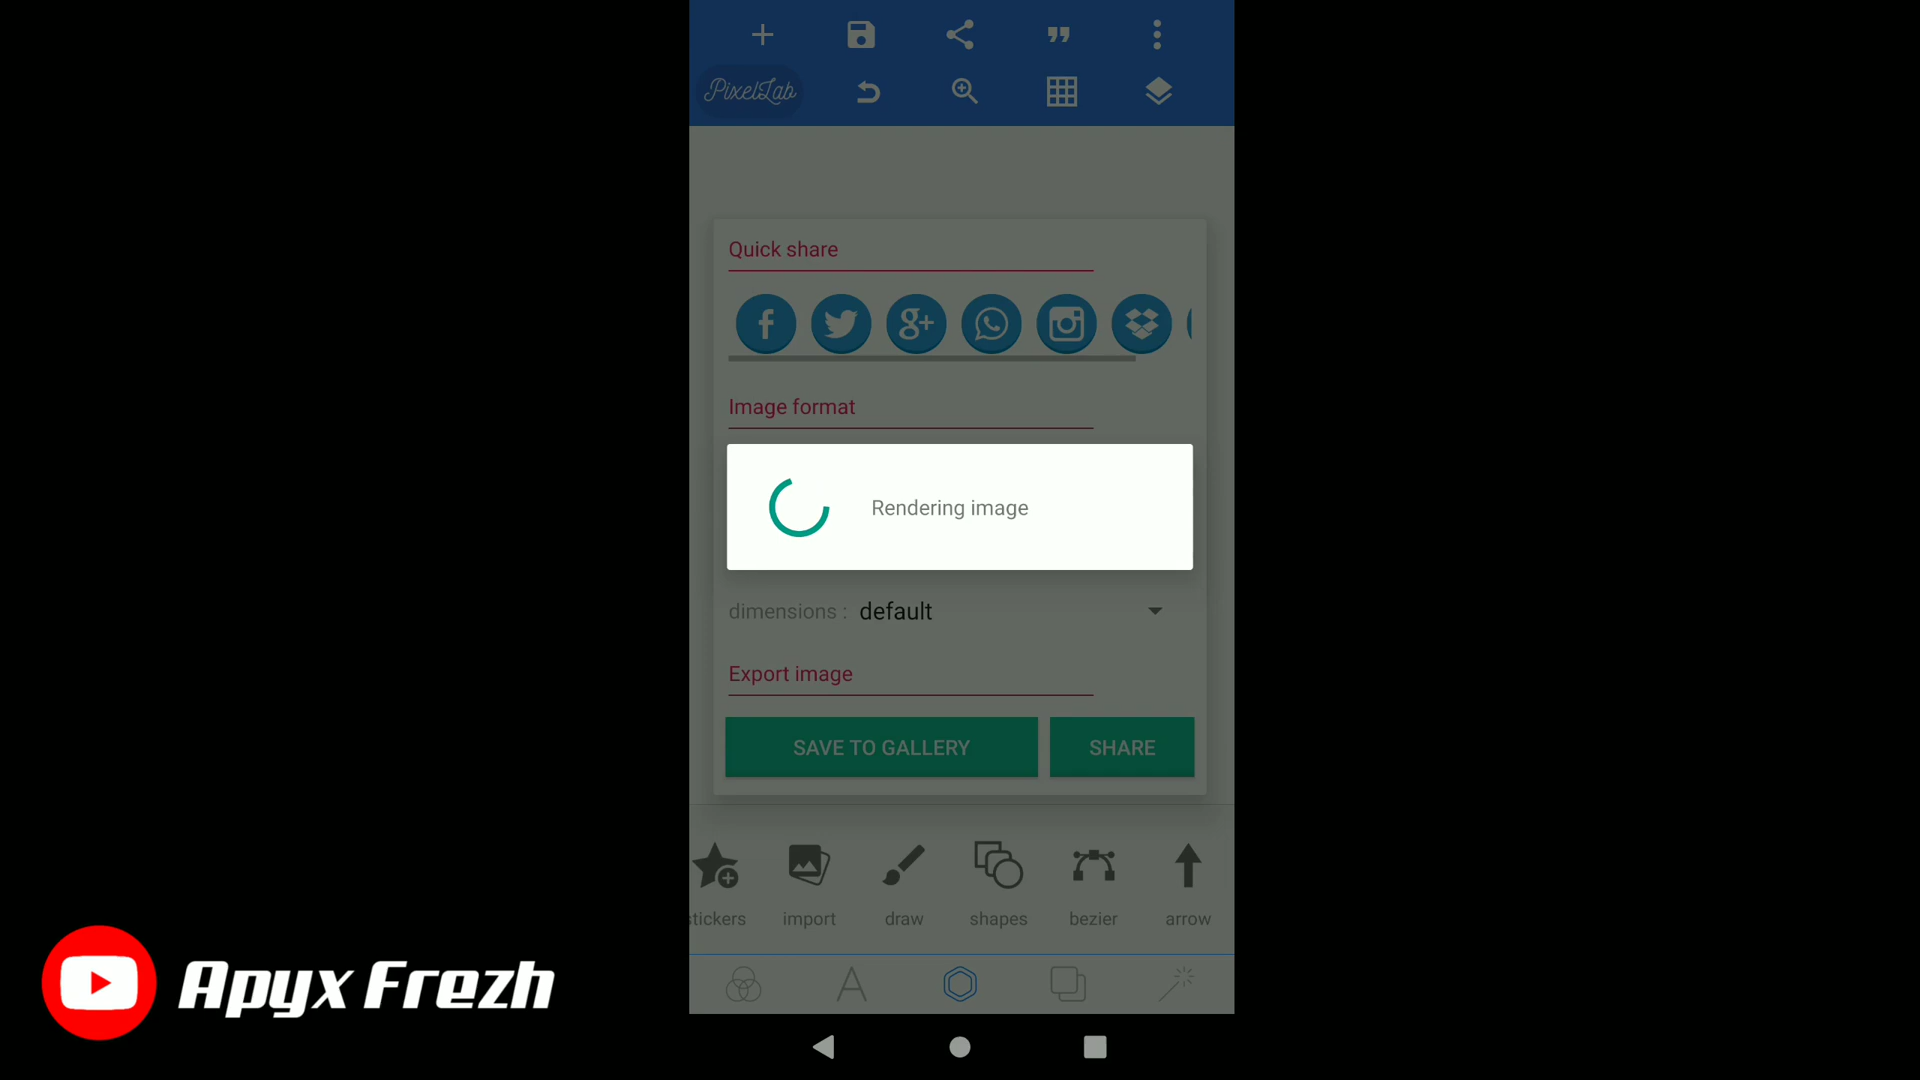 PixelLab
Quick share
Image format
Rendering image
dimensions : default
Export image
SAVE TO GALLERY SHARE
stickers import draw shapes bezier arrow
Apyx Frezh